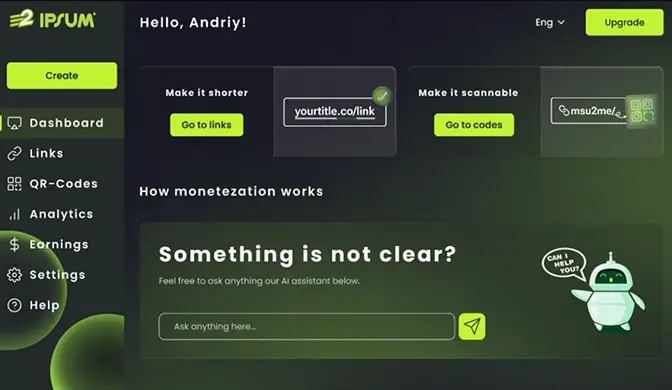 IPSUM
Hello, Andriy!
Eng
Upgrade
Create
Dashboard
Links
QR-Codes
Analytics
Earnings
Settings
Help
Make it shorter
Go to links
yourtitle.co/link
Make it scannable
Go to codes
msu2me/
How monetezation works
Something is not clear?
Feel free to ask anything our AI assistant below.
Ask anything here...
CAN I
HELP
YOU?